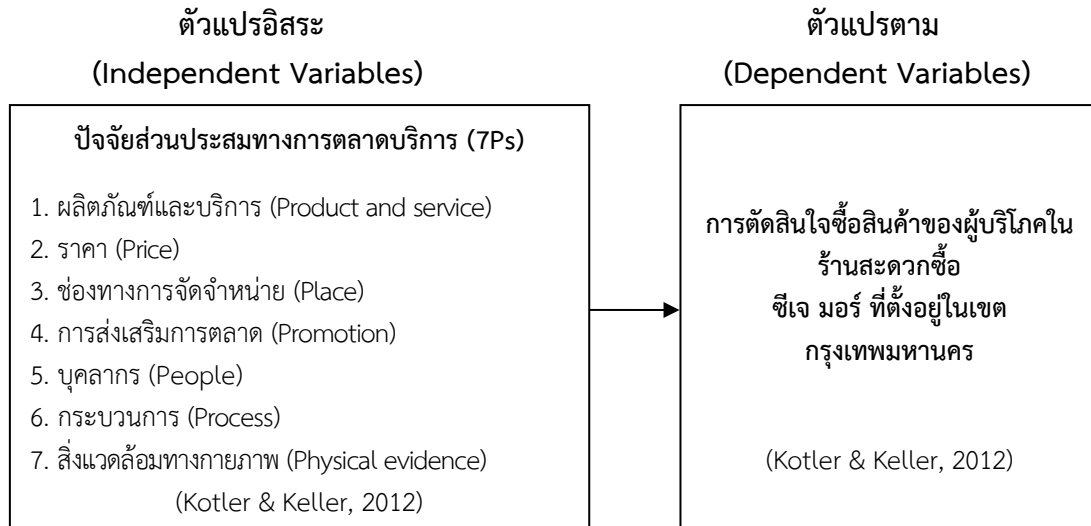 ตัวแปรอิสระ
(Independent Variables)
ปัจจัยส่วนประสมทางการตลาดบริการ (7Ps)
1. ผลิตภัณฑ์และบริการ (Product and service)
2. ราคา (Price)
3. ช่องทางการจัดจำหน่าย (Place)
4. การส่งเสริมการตลาด (Promotion)
5. บุคลากร (People)
6. กระบวนการ (Process)
7. สิ่งแวดล้อมทางกายภาพ (Physical evidence)
(Kotler & Keller, 2012)
ตัวแปรตาม
(Dependent Variables)
การตัดสินใจซื้อสินค้าของผู้บริโภคใน
ร้านสะดวกซื้อ
ซีเจ มอร์ ที่ตั้งอยู่ในเขต
กรุงเทพมหานคร
(Kotler & Keller, 2012)